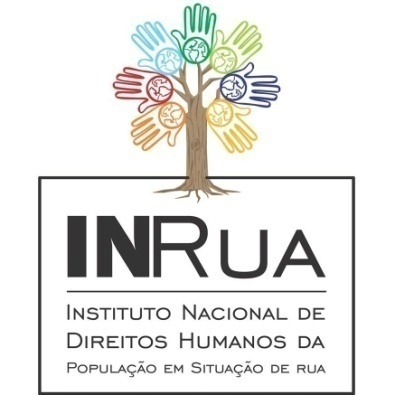 INRUA
INSTITUTO NACIONAL DE
DIREITOS HUMANOS DA
POPULAÇÃO EM SITUAÇÃO DE RUA